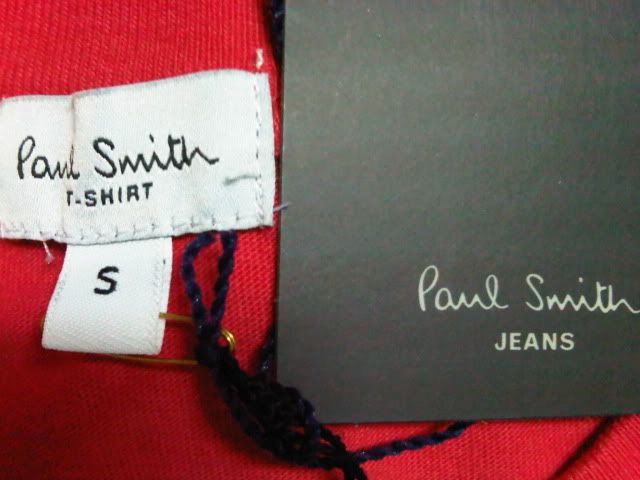 Paul Smith
T-SHIRT
S
Paul Smith
JEANS